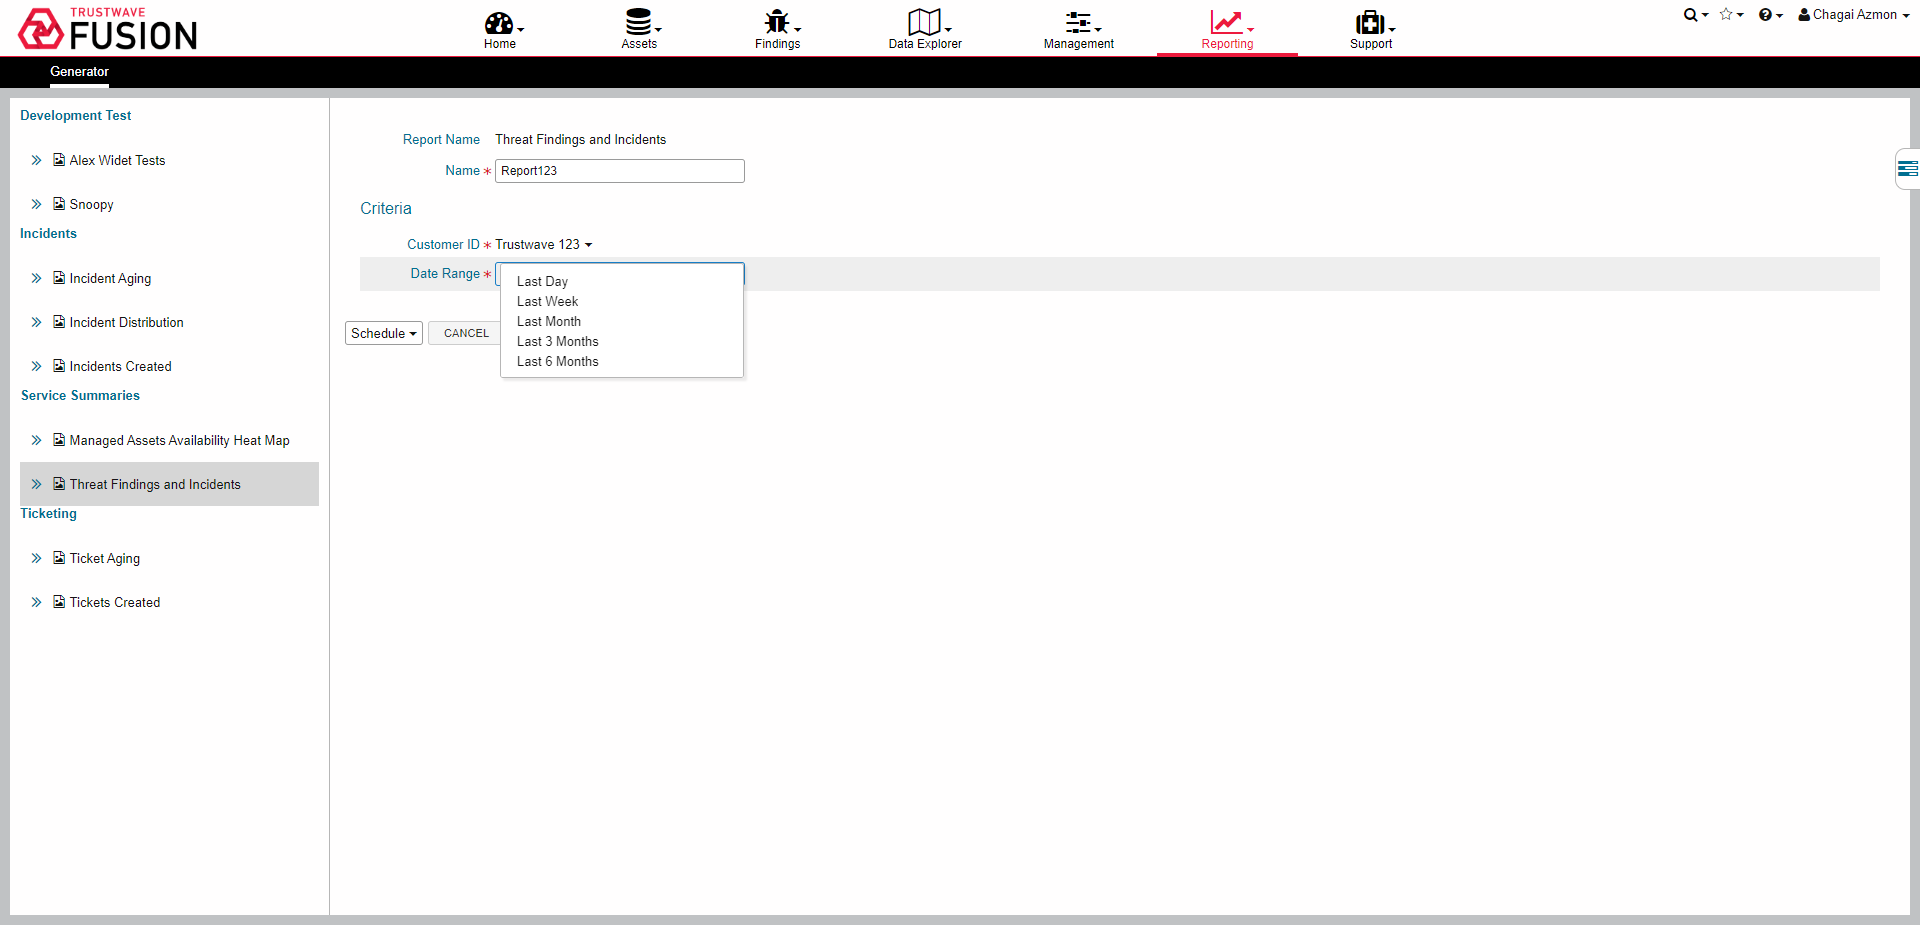 TRUSTWAVE
FUSION
Home
Assets
Findings
Data Explorer
Management
Reporting
Support
Chagai Azmon
Generator
Development Test
Alex Widet Tests
Snoopy
Incidents
Incident Aging
Incident Distribution
Incidents Created
Service Summaries
Managed Assets Availability Heat Map
Threat Findings and Incidents
Ticketing
Ticket Aging
Tickets Created
Report Name Threat Findings and Incidents
Name * Report123
Criteria
Customer ID * Trustwave 123
Date Range *
Last Day
Last Week
Last Month
Last 3 Months
Last 6 Months
Schedule CANCEL